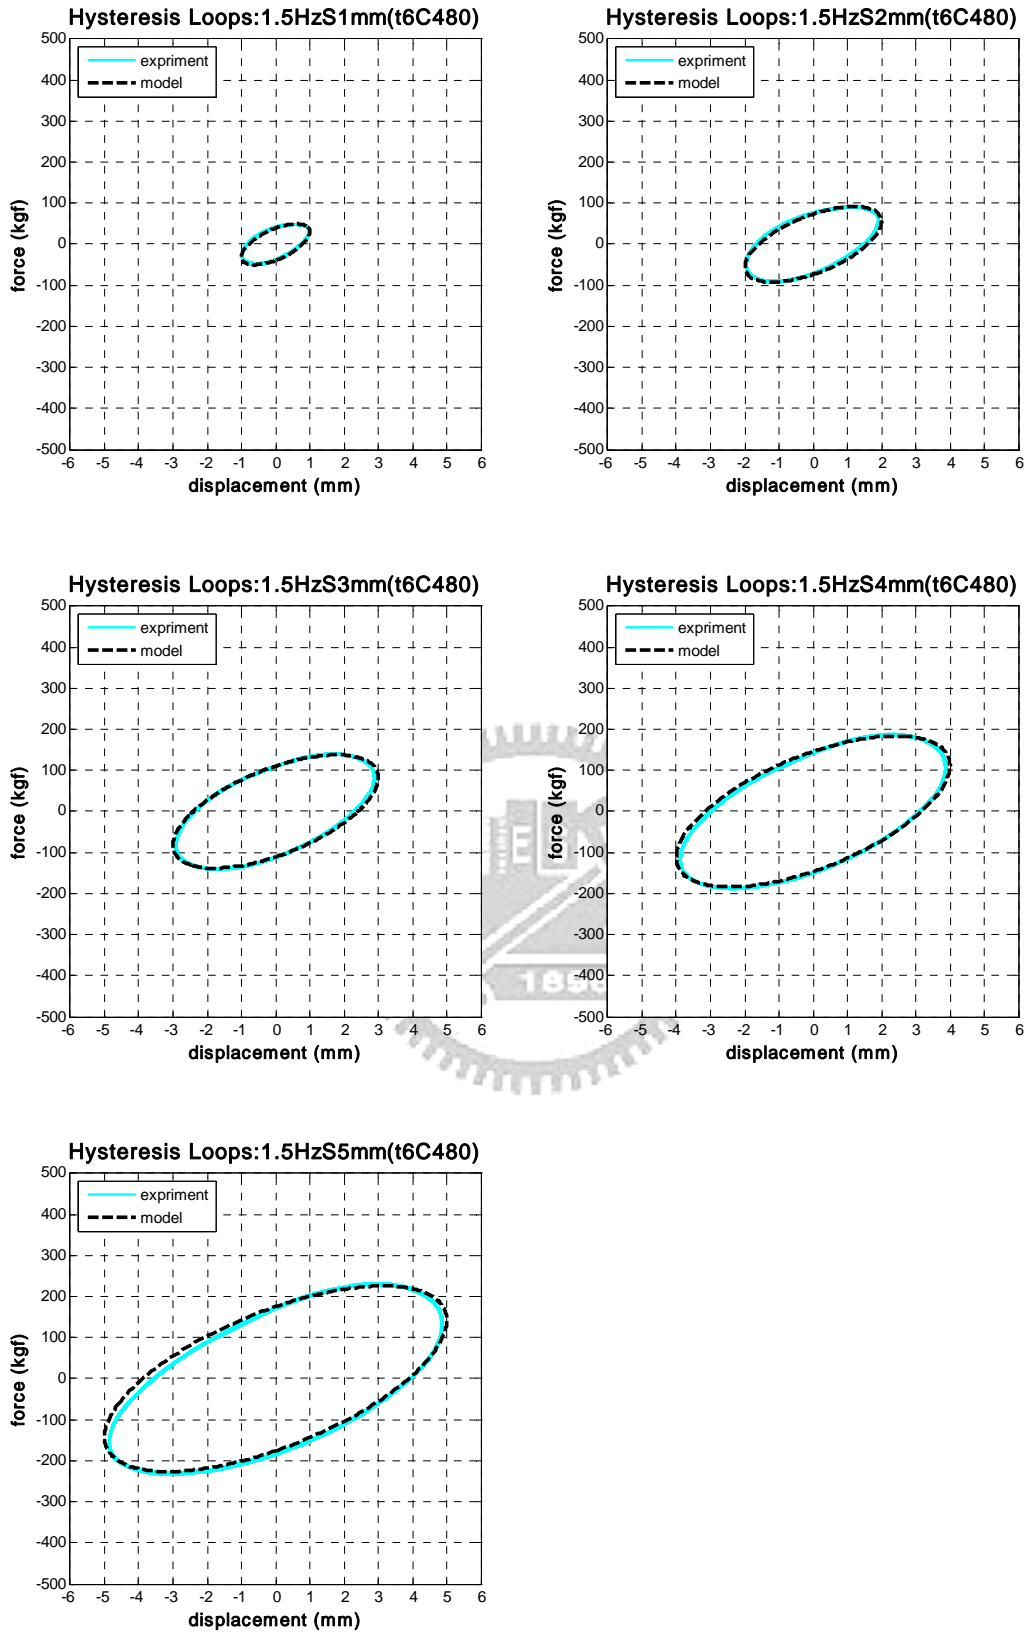 Hysteresis Loops:1.5HzS1mm(t6C480)
500
400
300
200
100
0
-100
-200
-300
-400
-500
force (kgf)
expriment
model
-6 -5 -4 -3 -2 -1 0 1 2 3 4 5 6
displacement (mm)
Hysteresis Loops:1.5HzS2mm(t6C480)
500
400
300
200
100
0
-100
-200
-300
-400
-500
force (kgf)
expriment
model
-6 -5 -4 -3 -2 -1 0 1 2 3 4 5 6
displacement (mm)
Hysteresis Loops:1.5HzS3mm(t6C480)
500
400
300
200
100
0
-100
-200
-300
-400
-500
force (kgf)
expriment
model
-6 -5 -4 -3 -2 -1 0 1 2 3 4 5 6
displacement (mm)
Hysteresis Loops:1.5HzS4mm(t6C480)
500
400
300
200
100
0
-100
-200
-300
-400
-500
force (kgf)
expriment
model
-6 -5 -4 -3 -2 -1 0 1 2 3 4 5 6
displacement (mm)
Hysteresis Loops:1.5HzS5mm(t6C480)
500
400
300
200
100
0
-100
-200
-300
-400
-500
force (kgf)
expriment
model
-6 -5 -4 -3 -2 -1 0 1 2 3 4 5 6
displacement (mm)